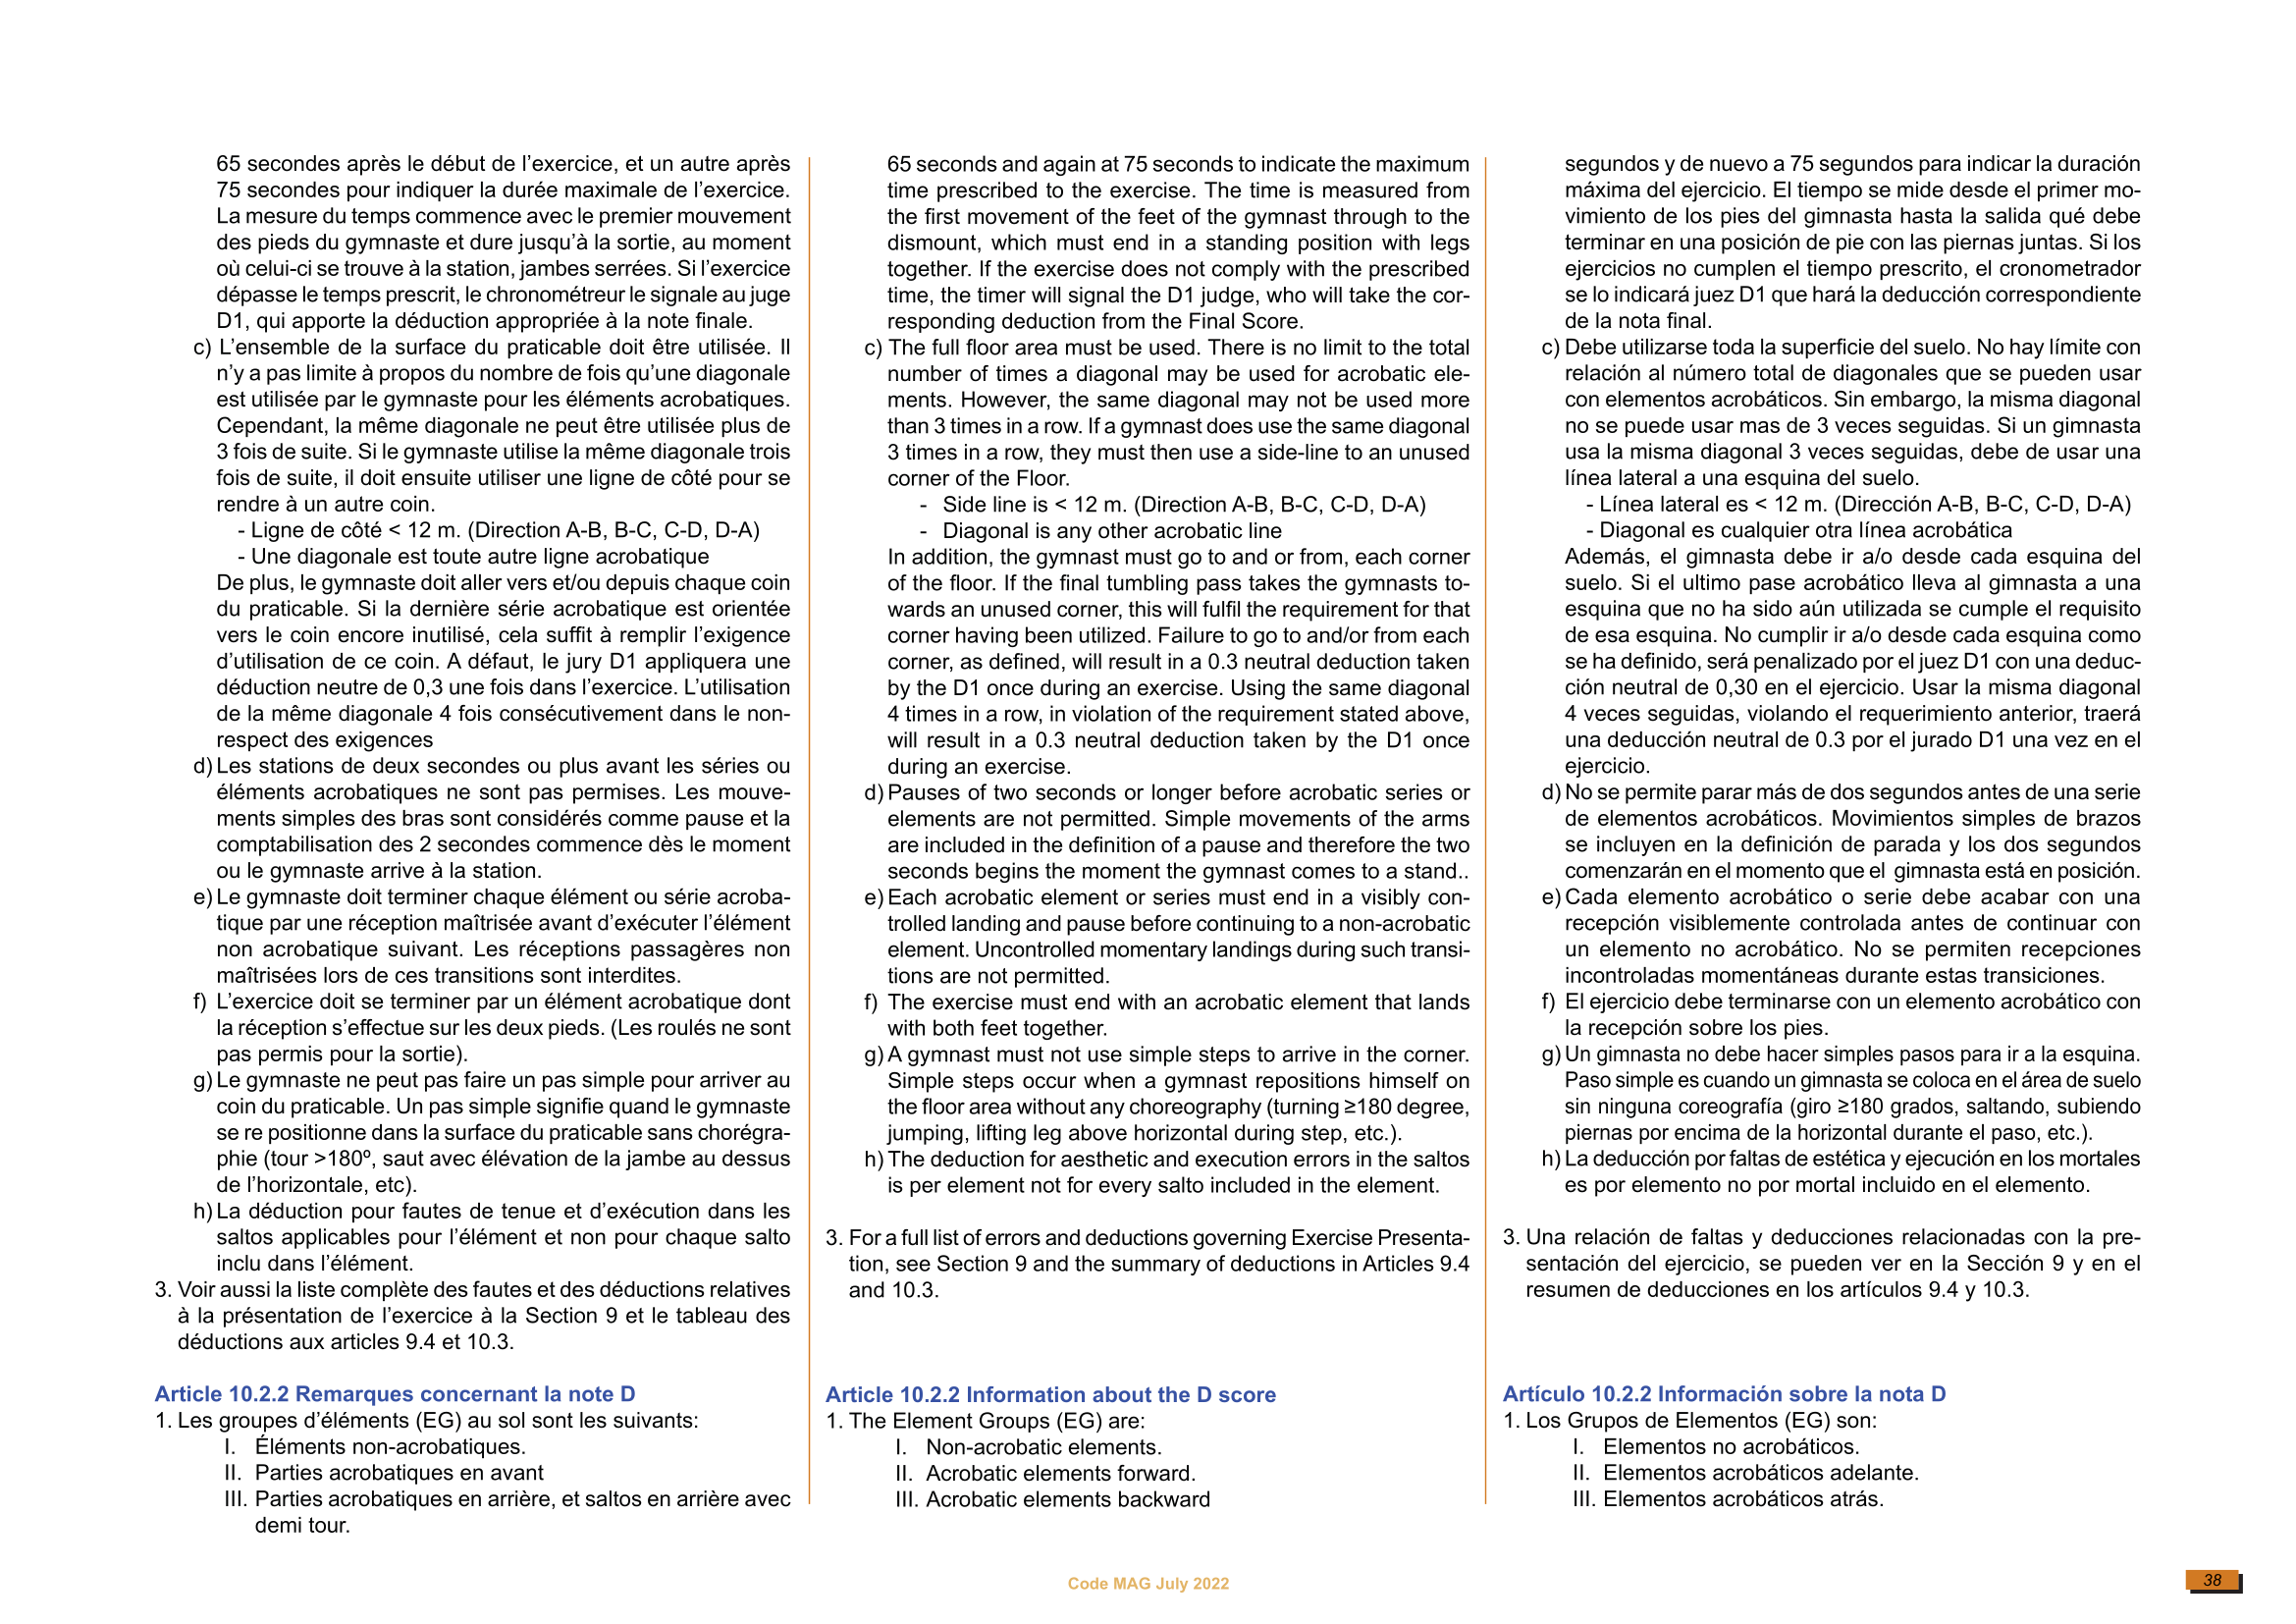 65 secondes après le début de l’exercice, et un autre après
75 secondes pour indiquer la durée maximale de l’exercice.
La mesure du temps commence avec le premier mouvement
des pieds du gymnaste et dure jusqu’à la sortie, au moment
où celui-ci se trouve à la station, jambes serrées. Si l’exercice
dépasse le temps prescrit, le chronométreur le signale au juge
D1, qui apporte la déduction appropriée à la note finale.
c) L’ensemble de la surface du praticable doit être utilisée. Il
n’y a pas limite à propos du nombre de fois qu’une diagonale
est utilisée par le gymnaste pour les éléments acrobatiques.
Cependant, la même diagonale ne peut être utilisée plus de
3 fois de suite. Si le gymnaste utilise la même diagonale trois
fois de suite, il doit ensuite utiliser une ligne de côté pour se
rendre à un autre coin.
- Ligne de côté < 12 m. (Direction A-B, B-C, C-D, D-A)
- Une diagonale est toute autre ligne acrobatique
De plus, le gymnaste doit aller vers et/ou depuis chaque coin
du praticable. Si la dernière série acrobatique est orientée
vers le coin encore inutilisé, cela suffit à remplir l’exigence
d’utilisation de ce coin. A défaut, le jury D1 appliquera une
déduction neutre de 0,3 une fois dans l’exercice. L’utilisation
de la même diagonale 4 fois consécutivement dans le non-
respect des exigences
d) Les stations de deux secondes ou plus avant les séries ou
éléments acrobatiques ne sont pas permises. Les mouve-
ments simples des bras sont considérés comme pause et la
comptabilisation des 2 secondes commence dès le moment
ou le gymnaste arrive à la station.
e) Le gymnaste doit terminer chaque élément ou série acroba-
tique par une réception maîtrisée avant d’exécuter l’élément
non acrobatique suivant. Les réceptions passagères non
maîtrisées lors de ces transitions sont interdites.
f) L’exercice doit se terminer par un élément acrobatique dont
la réception s’effectue sur les deux pieds. (Les roulés ne sont
pas permis pour la sortie).
g) Le gymnaste ne peut pas faire un pas simple pour arriver au
coin du praticable. Un pas simple signifie quand le gymnaste
se re positionne dans la surface du praticable sans chorégra-
phie (tour >180º, saut avec élévation de la jambe au dessus
de l’horizontale, etc).
h) La déduction pour fautes de tenue et d’exécution dans les
saltos applicables pour l’élément et non pour chaque salto
inclu dans l’élément.
3. Voir aussi la liste complète des fautes et des déductions relatives
à la présentation de l’exercice à la Section 9 et le tableau des
déductions aux articles 9.4 et 10.3.
Article 10.2.2 Remarques concernant la note D
1. Les groupes d’éléments (EG) au sol sont les suivants:
I. Éléments non-acrobatiques.
II. Parties acrobatiques en avant
III. Parties acrobatiques en arrière, et saltos en arrière avec
demi tour.
65 seconds and again at 75 seconds to indicate the maximum
time prescribed to the exercise. The time is measured from
the first movement of the feet of the gymnast through to the
dismount, which must end in a standing position with legs
together. If the exercise does not comply with the prescribed
time, the timer will signal the D1 judge, who will take the cor-
responding deduction from the Final Score.
c) The full floor area must be used. There is no limit to the total
number of times a diagonal may be used for acrobatic ele-
ments. However, the same diagonal may not be used more
than 3 times in a row. If a gymnast does use the same diagonal
3 times in a row, they must then use a side-line to an unused
corner of the Floor.
- Side line is < 12 m. (Direction A-B, B-C, C-D, D-A)
- Diagonal is any other acrobatic line
In addition, the gymnast must go to and or from, each corner
of the floor. If the final tumbling pass takes the gymnasts to-
wards an unused corner, this will fulfil the requirement for that
corner having been utilized. Failure to go to and/or from each
corner, as defined, will result in a 0.3 neutral deduction taken
by the D1 once during an exercise. Using the same diagonal
4 times in a row, in violation of the requirement stated above,
will result in a 0.3 neutral deduction taken by the D1 once
during an exercise.
d) Pauses of two seconds or longer before acrobatic series or
elements are not permitted. Simple movements of the arms
are included in the definition of a pause and therefore the two
seconds begins the moment the gymnast comes to a stand..
e) Each acrobatic element or series must end in a visibly con-
trolled landing and pause before continuing to a non-acrobatic
element. Uncontrolled momentary landings during such transi-
tions are not permitted.
f) The exercise must end with an acrobatic element that lands
with both feet together.
g) A gymnast must not use simple steps to arrive in the corner.
Simple steps occur when a gymnast repositions himself on
the floor area without any choreography (turning ≥180 degree,
jumping, lifting leg above horizontal during step, etc.).
h) The deduction for aesthetic and execution errors in the saltos
is per element not for every salto included in the element.
3. For a full list of errors and deductions governing Exercise Presenta-
tion, see Section 9 and the summary of deductions in Articles 9.4
and 10.3.
Article 10.2.2 Information about the D score
1. The Element Groups (EG) are:
I. Non-acrobatic elements.
II. Acrobatic elements forward.
III. Acrobatic elements backward
segundos y de nuevo a 75 segundos para indicar la duración
máxima del ejercicio. El tiempo se mide desde el primer mo-
vimiento de los pies del gimnasta hasta la salida qué debe
terminar en una posición de pie con las piernas juntas. Si los
ejercicios no cumplen el tiempo prescrito, el cronometrador
se lo indicará juez D1 que hará la deducción correspondiente
de la nota final.
c) Debe utilizarse toda la superficie del suelo. No hay límite con
relación al número total de diagonales que se pueden usar
con elementos acrobáticos. Sin embargo, la misma diagonal
no se puede usar mas de 3 veces seguidas. Si un gimnasta
usa la misma diagonal 3 veces seguidas, debe de usar una
línea lateral a una esquina del suelo.
- Línea lateral es < 12 m. (Dirección A-B, B-C, C-D, D-A)
- Diagonal es cualquier otra línea acrobática
Además, el gimnasta debe ir a/o desde cada esquina del
suelo. Si el ultimo pase acrobático lleva al gimnasta a una
esquina que no ha sido aún utilizada se cumple el requisito
de esa esquina. No cumplir ir a/o desde cada esquina como
se ha definido, será penalizado por el juez D1 con una deduc-
ción neutral de 0,30 en el ejercicio. Usar la misma diagonal
4 veces seguidas, violando el requerimiento anterior, traerá
una deducción neutral de 0.3 por el jurado D1 una vez en el
ejercicio.
d) No se permite parar más de dos segundos antes de una serie
de elementos acrobáticos. Movimientos simples de brazos
se incluyen en la definición de parada y los dos segundos
comenzarán en el momento que el gimnasta está en posición.
e) Cada elemento acrobático o serie debe acabar con una
recepción visiblemente controlada antes de continuar con
un elemento no acrobático. No se permiten recepciones
incontroladas momentáneas durante estas transiciones.
f) El ejercicio debe terminarse con un elemento acrobático con
la recepción sobre los pies.
g) Un gimnasta no debe hacer simples pasos para ir a la esquina.
Paso simple es cuando un gimnasta se coloca en el área de suelo
sin ninguna coreografía (giro ≥180 grados, saltando, subiendo
piernas por encima de la horizontal durante el paso, etc.).
h) La deducción por faltas de estética y ejecución en los mortales
es por elemento no por mortal incluido en el elemento.
3. Una relación de faltas y deducciones relacionadas con la pre-
sentación del ejercicio, se pueden ver en la Sección 9 y en el
resumen de deducciones en los artículos 9.4 y 10.3.
Artículo 10.2.2 Información sobre la nota D
1. Los Grupos de Elementos (EG) son:
I. Elementos no acrobáticos.
II. Elementos acrobáticos adelante.
III. Elementos acrobáticos atrás.
Code MAG July 2022
38